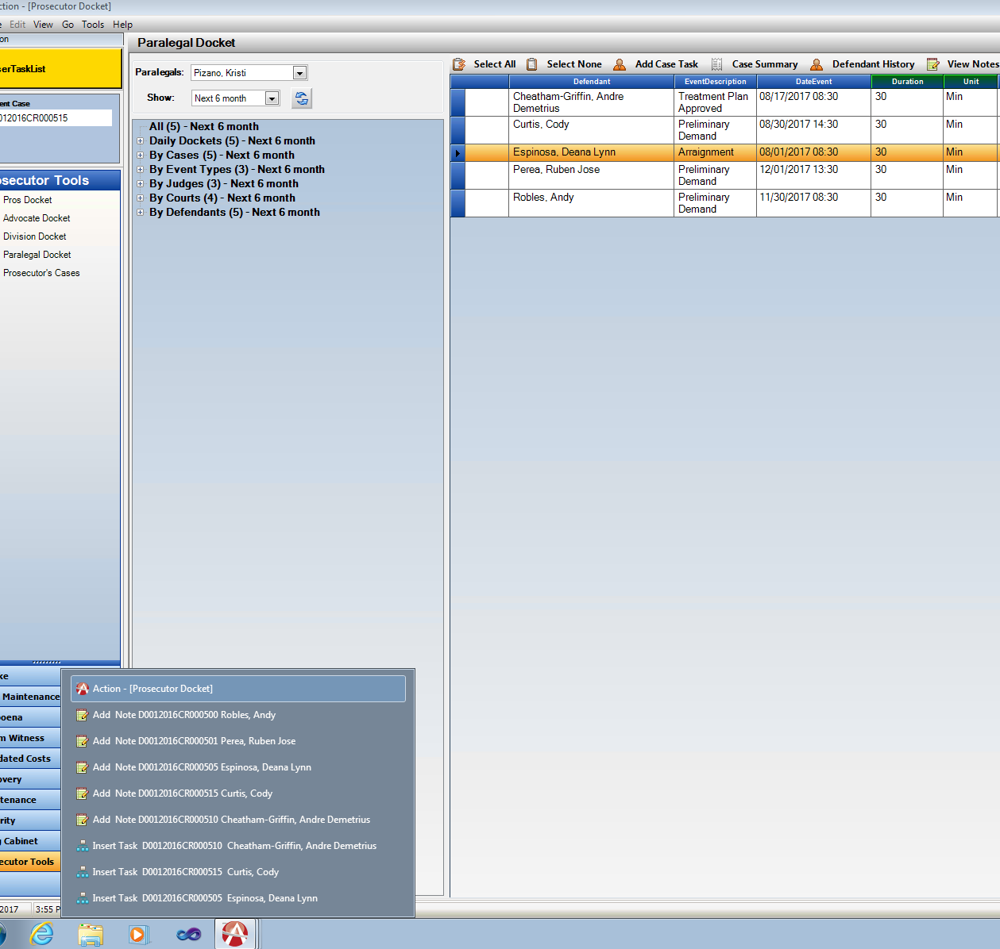 ction - [Prosecutor Docket]
e Edit View Go Tools Help
on
erTaskList
ent Case
012016CR000515
osecutor Tools
Pros Docket
Advocate Docket
Division Docket
Paralegal Docket
Prosecutor's Cases
Paralegal Docket
Paralegals: Pizano, Kristi
Show: Next 6 month
All (5) - Next 6 month
Daily Dockets (5) - Next 6 month
By Cases (5) - Next 6 month
By Event Types (3) - Next 6 month
By Judges (3) - Next 6 month
By Courts (4) - Next 6 month
By Defendants (5) - Next 6 month
Select All Select None Add Case Task Case Summary Defendant History View Notes
Defendant EventDescription DateEvent Duration Unit
Cheatham-Griffin, Andre Demetrius Treatment Plan Approved 08/17/2017 08:30 30 Min
Curtis, Cody Preliminary Demand 08/30/2017 14:30 30 Min
Espinosa, Deana Lynn Arraignment 08/01/2017 08:30 30 Min
Perea, Ruben Jose Preliminary Demand 12/01/2017 13:30 30 Min
Robles, Andy Preliminary Demand 11/30/2017 08:30 30 Min
ke
Maintenance
oena
m Witness
dated Costs
overy
tenance
rity
g Cabinet
ecutor Tools
Action - [Prosecutor Docket]
Add Note D0012016CR000500 Robles, Andy
Add Note D0012016CR000501 Perea, Ruben Jose
Add Note D0012016CR000505 Espinosa, Deana Lynn
Add Note D0012016CR000515 Curtis, Cody
Add Note D0012016CR000510 Cheatham-Griffin, Andre Demetrius
Insert Task D0012016CR000510 Cheatham-Griffin, Andre Demetrius
Insert Task D0012016CR000515 Curtis, Cody
Insert Task D0012016CR000505 Espinosa, Deana Lynn
2017 3:55 P